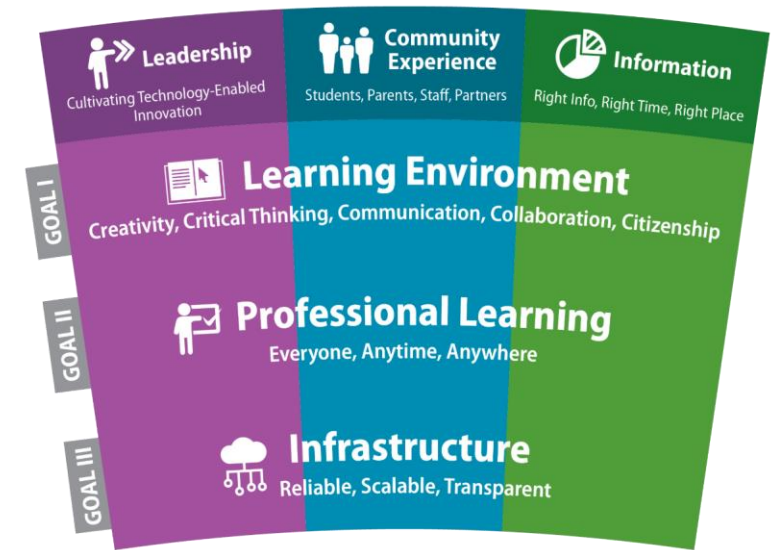 Leadership
Cultivating Technology-Enabled
Innovation
Community
Experience
Students, Parents, Staff, Partners
Information
Right Info, Right Time, Right Place
GOAL I
Learning Environment
Creativity, Critical Thinking, Communication, Collaboration, Citizenship
GOAL II
Professional Learning
Everyone, Anytime, Anywhere
GOAL III
Infrastructure
Reliable, Scalable, Transparent